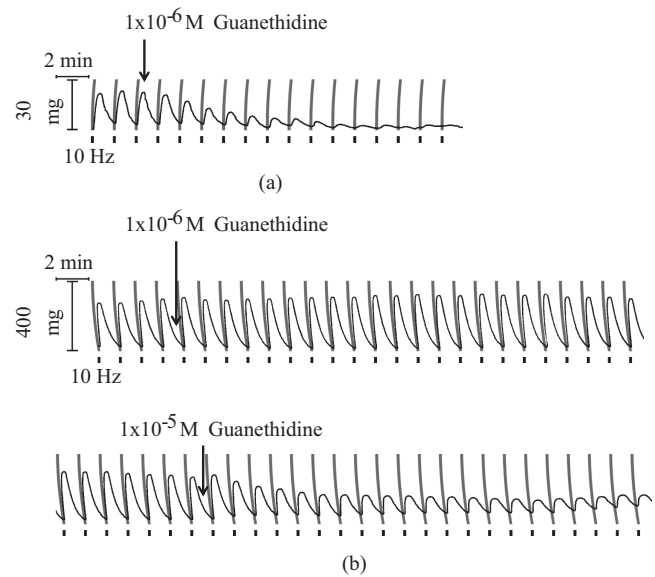 1x10-6 M Guanethidine
2 min
30 mg
10 Hz
(a)
1x10-6 M Guanethidine
2 min
400 mg
10 Hz
1x10-5 M Guanethidine
(b)